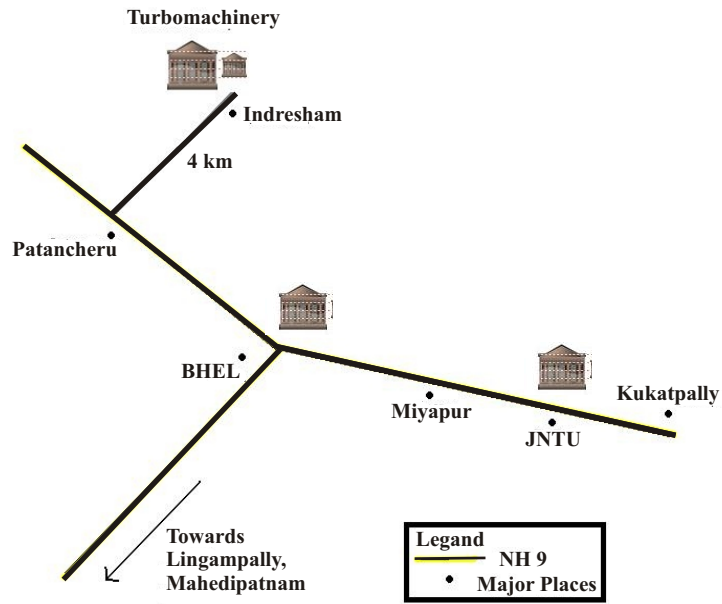 Turbomachinery
Indresham
4 km
Patancheru
BHEL
Miyapur
JNTU
Kukatpally
Towards
Lingampally,
Mahedipatnam
Legand
NH 9
Major Places